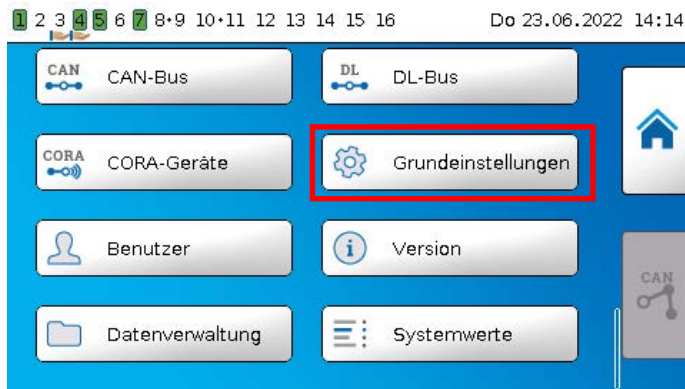 1 2 3 4 5 6 7 8•9 10•11 12 13 14 15 16 Do 23.06.2022 14:14
CAN CAN-Bus DL DL-Bus
CORA CORA-Geräte Grundeinstellungen
Benutzer i Version
CAN
Datenverwaltung Systemwerte